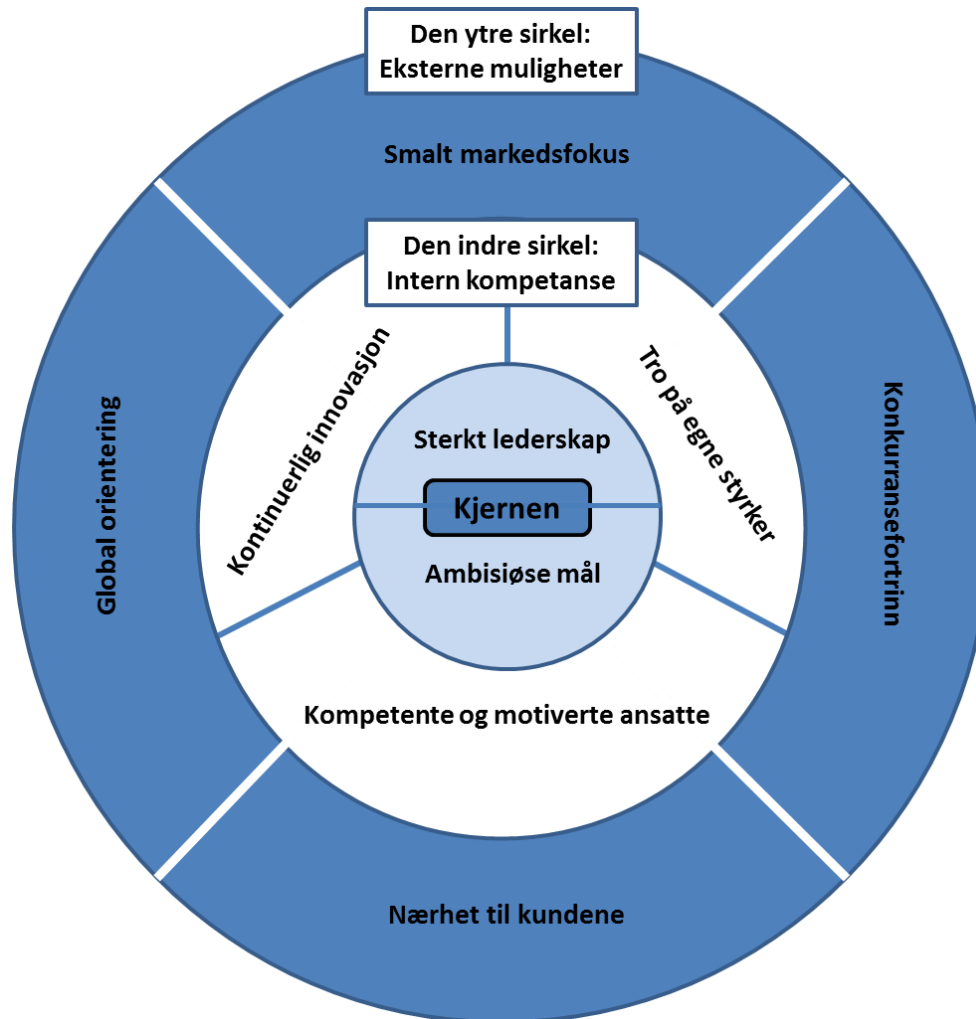 Den ytre sirkel:
Eksterne muligheter
Smalt markedsfokus
Den indre sirkel:
Intern kompetanse
Kontinuerlig innovasjon
Tro på egne styrker
Global orientering
Konkurransefortrinn
Sterkt lederskap
Kjernen
Ambisiøse mål
Kompetente og motiverte ansatte
Nærhet til kundene